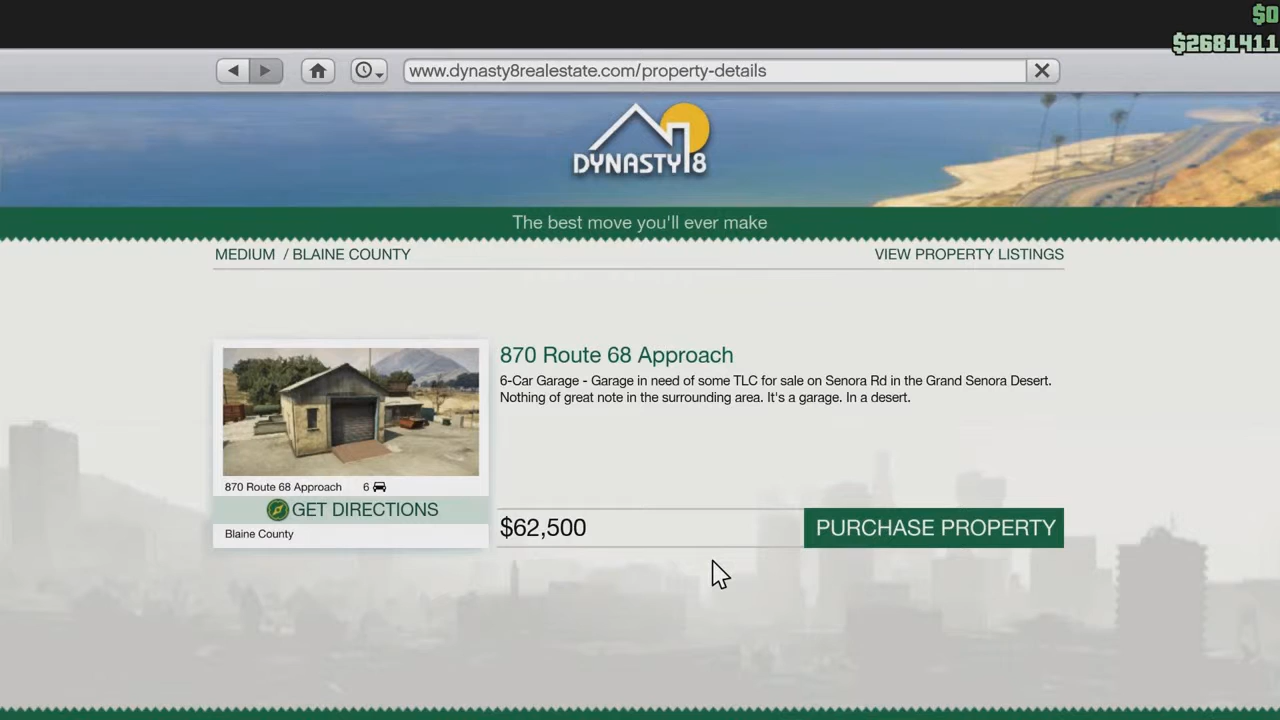 $0
$2681411
www.dynasty8realestate.com/property-details
DYNASTY 8
The best move you'll ever make
MEDIUM / BLAINE COUNTY
VIEW PROPERTY LISTINGS
870 Route 68 Approach
6-Car Garage - Garage in need of some TLC for sale on Senora Rd in the Grand Senora Desert.
Nothing of great note in the surrounding area. It's a garage. In a desert.
870 Route 68 Approach 6
GET DIRECTIONS
Blaine County
$62,500
PURCHASE PROPERTY